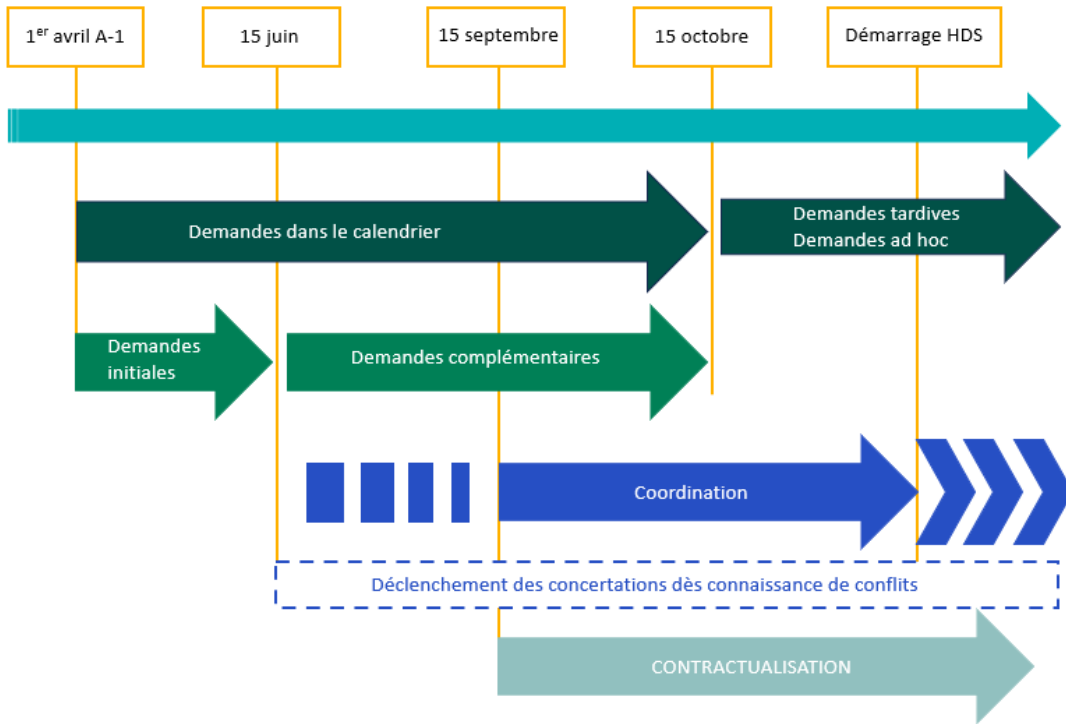 1er avril A-1
15 juin
15 septembre
15 octobre
Démarrage HDS
Demandes dans le calendrier
Demandes tardives
Demandes ad hoc
Demandes
initiales
Demandes complémentaires
Coordination
Déclenchement des concertations dès connaissance de conflits
CONTRACTUALISATION